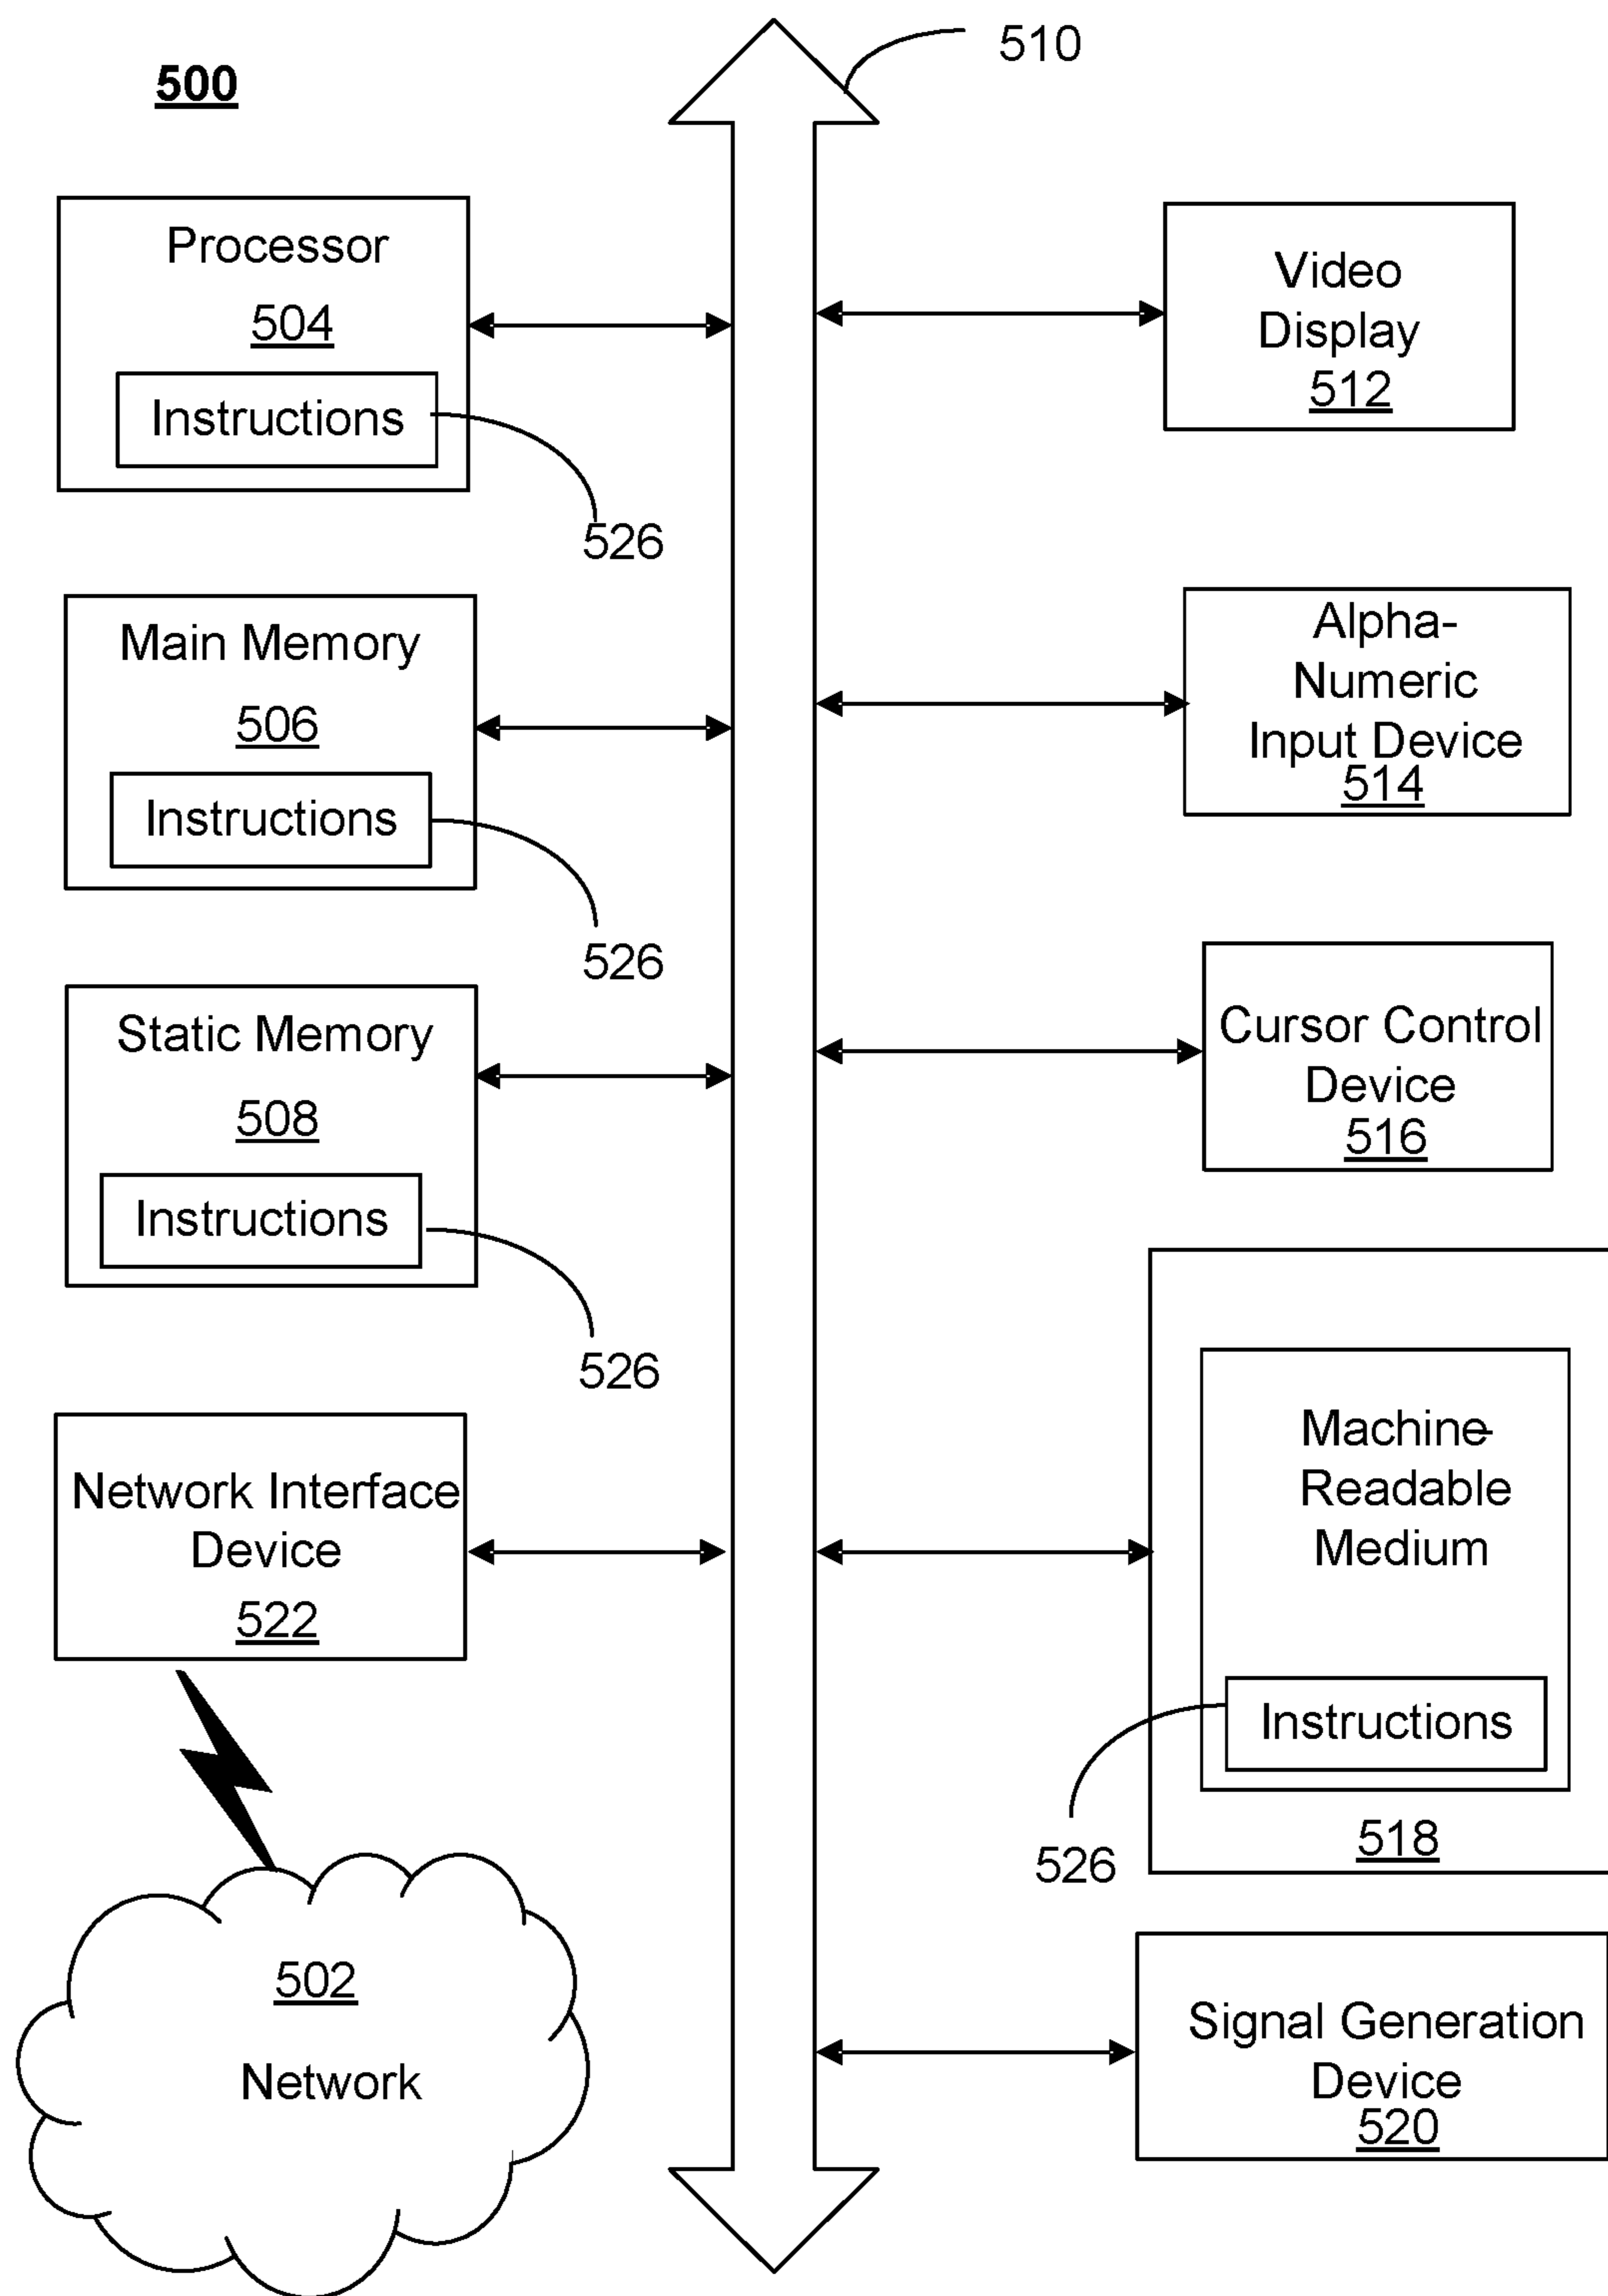 500
510
Processor
504
Instructions
526
Main Memory
506
Instructions
526
Static Memory
508
Instructions
526
Network Interface
Device
522
502
Network
Video
Display
512
Alpha-
Numeric
Input Device
514
Cursor Control
Device
516
Machine-
Readable
Medium
Instructions
526
518
Signal Generation
Device
520